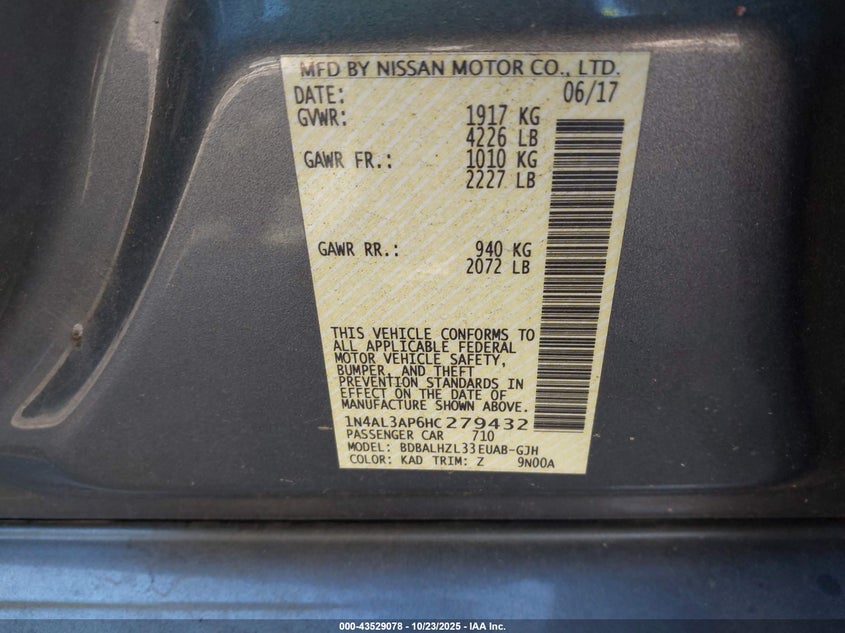 MFD BY NISSAN MOTOR CO., LTD.
DATE: 06/17
GVWR: 1917 KG
4226 LB
GAWR FR.: 1010 KG
2227 LB
GAWR RR.: 940 KG
2072 LB
THIS VEHICLE CONFORMS TO
ALL APPLICABLE FEDERAL
MOTOR VEHICLE SAFETY,
BUMPER, AND THEFT
PREVENTION STANDARDS IN
EFFECT ON THE DATE OF
MANUFACTURE SHOWN ABOVE.
1N4AL3AP6HC279432
PASSENGER CAR 710
MODEL: BDBALHZL33EUAB-GJH
COLOR: KAD TRIM: Z 9N00A
000-43529078 - 10/23/2025 - IAA Inc.